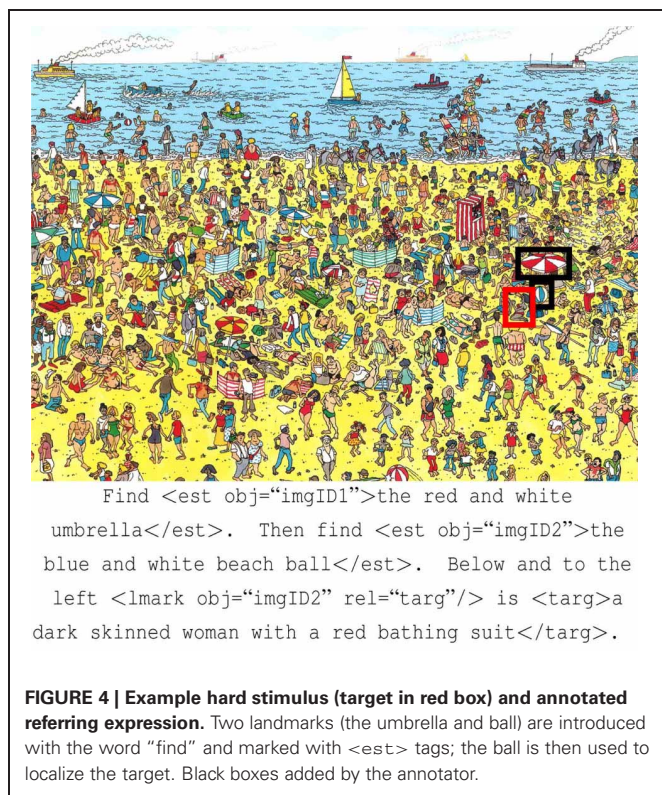 Find <est obj=“imgID1”>the red and white
umbrella</est>. Then find <est obj=“imgID2”>the
blue and white beach ball</est>. Below and to the
left <lmark obj=“imgID2” rel=“targ”/> is <targ>a
dark skinned woman with a red bathing suit</targ>.
FIGURE 4 | Example hard stimulus (target in red box) and annotated
referring expression. Two landmarks (the umbrella and ball) are introduced
with the word “find” and marked with <est> tags; the ball is then used to
localize the target. Black boxes added by the annotator.